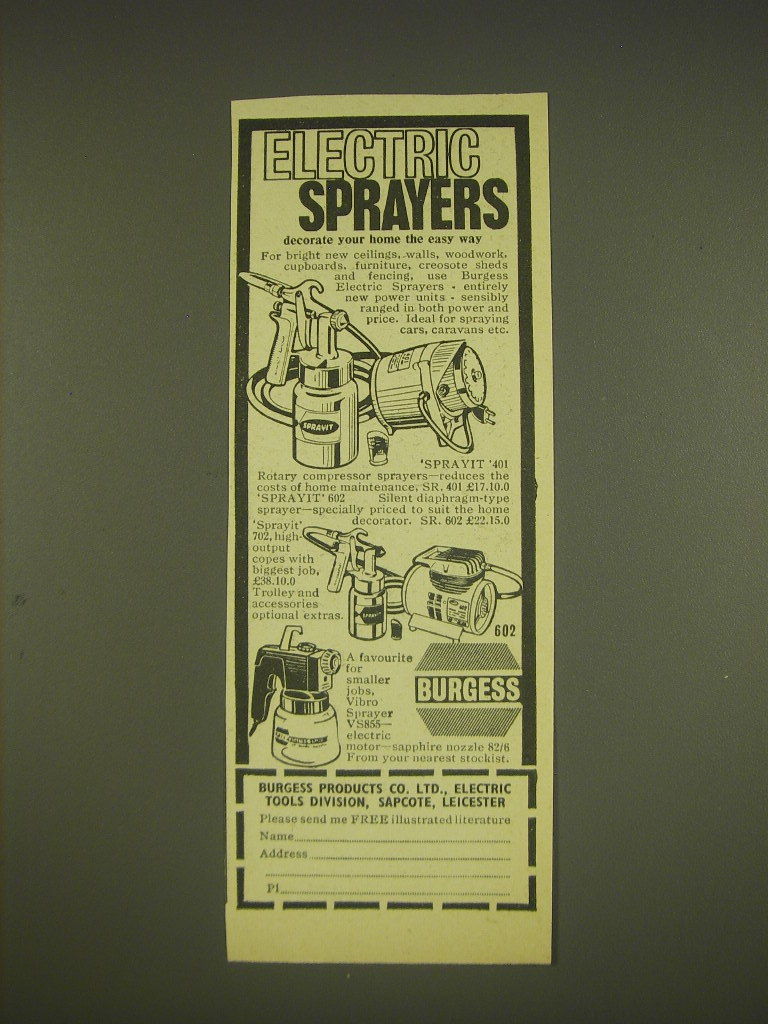 ELECTRIC
SPRAYERS
decorate your home the easy way
For bright new ceilings, walls, woodwork,
cupboards, furniture, creosote sheds
and fencing, use Burgess
Electric Sprayers - entirely
new power units - sensibly
ranged in both power and
price. Ideal for spraying
cars, caravans etc.
SPRAYIT
'SPRAYIT '401
Rotary compressor sprayers—reduces the
costs of home maintenance. SR. 401 £17.10.0
'SPRAYIT' 602 Silent diaphragm-type
sprayer—specially priced to suit the home
decorator. SR. 602 £22.15.0
'Sprayit'
702, high-
output
copes with
biggest job,
£38.10.0
Trolley and
accessories
optional extras.
SPRAYIT
602
A favourite
for
smaller
jobs,
Vibro
Sprayer
VS855—
electric
motor—sapphire nozzle 82/6
From your nearest stockist.
BURGESS
BURGESS PRODUCTS CO. LTD., ELECTRIC
TOOLS DIVISION, SAPCOTE, LEICESTER
Please send me FREE illustrated literature
Name
Address
P1